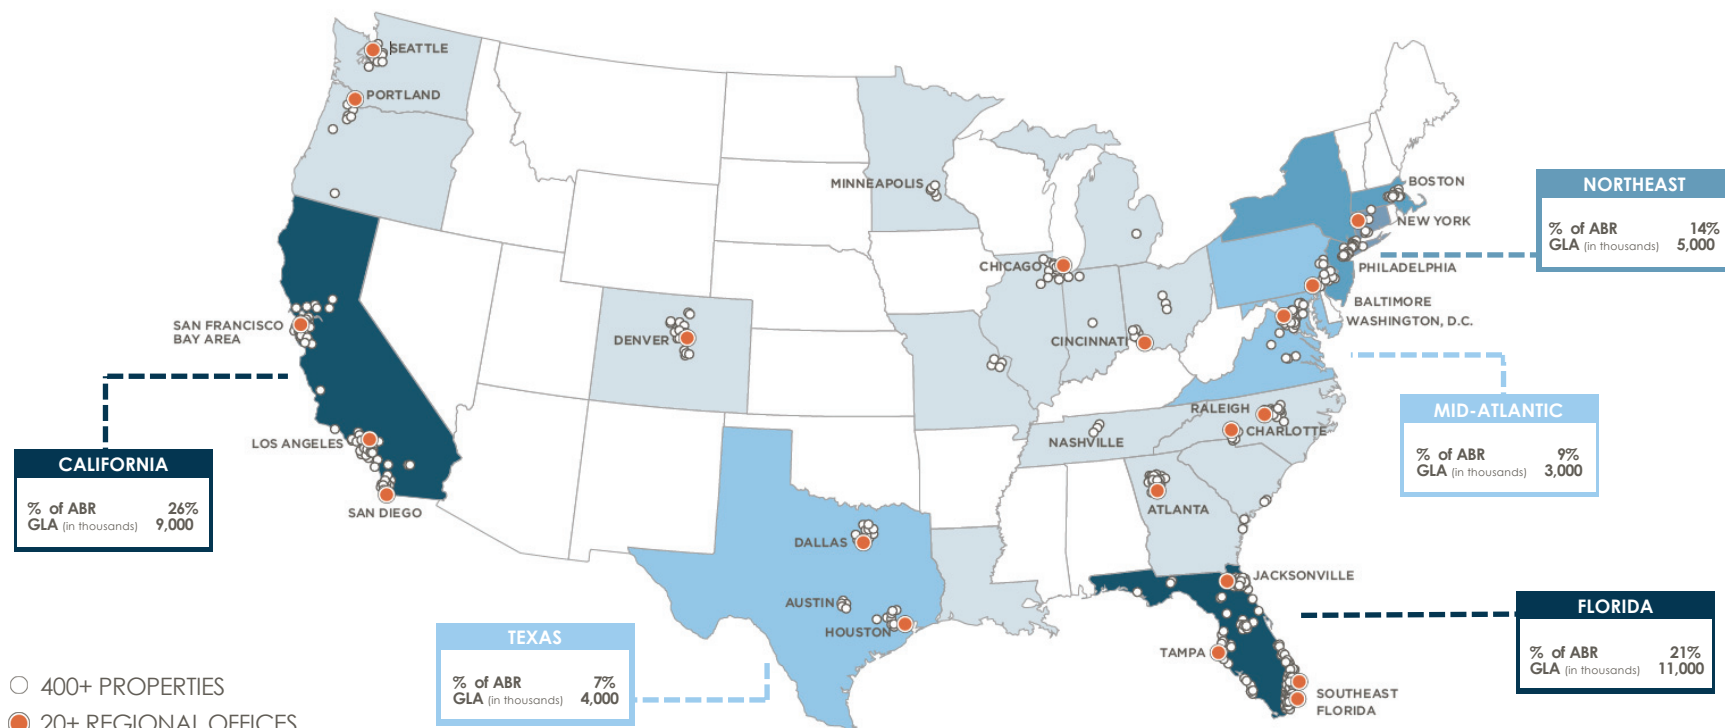 SEATTLE
PORTLAND
MINNEAPOLIS
BOSTON
NORTHEAST
% of ABR 14%
GLA (in thousands) 5,000
NEW YORK
CHICAGO
PHILADELPHIA
BALTIMORE
WASHINGTON, D.C.
SAN FRANCISCO
BAY AREA
DENVER
CINCINNATI
MID-ATLANTIC
% of ABR 9%
GLA (in thousands) 3,000
RALEIGH
CHARLOTTE
NASHVILLE
LOS ANGELES
CALIFORNIA
% of ABR 26%
GLA (in thousands) 9,000
SAN DIEGO
ATLANTA
DALLAS
AUSTIN
HOUSTON
JACKSONVILLE
FLORIDA
% of ABR 21%
GLA (in thousands) 11,000
TEXAS
% of ABR 7%
GLA (in thousands) 4,000
TAMPA
SOUTHEAST
FLORIDA
400+ PROPERTIES
20+ REGIONAL OFFICES